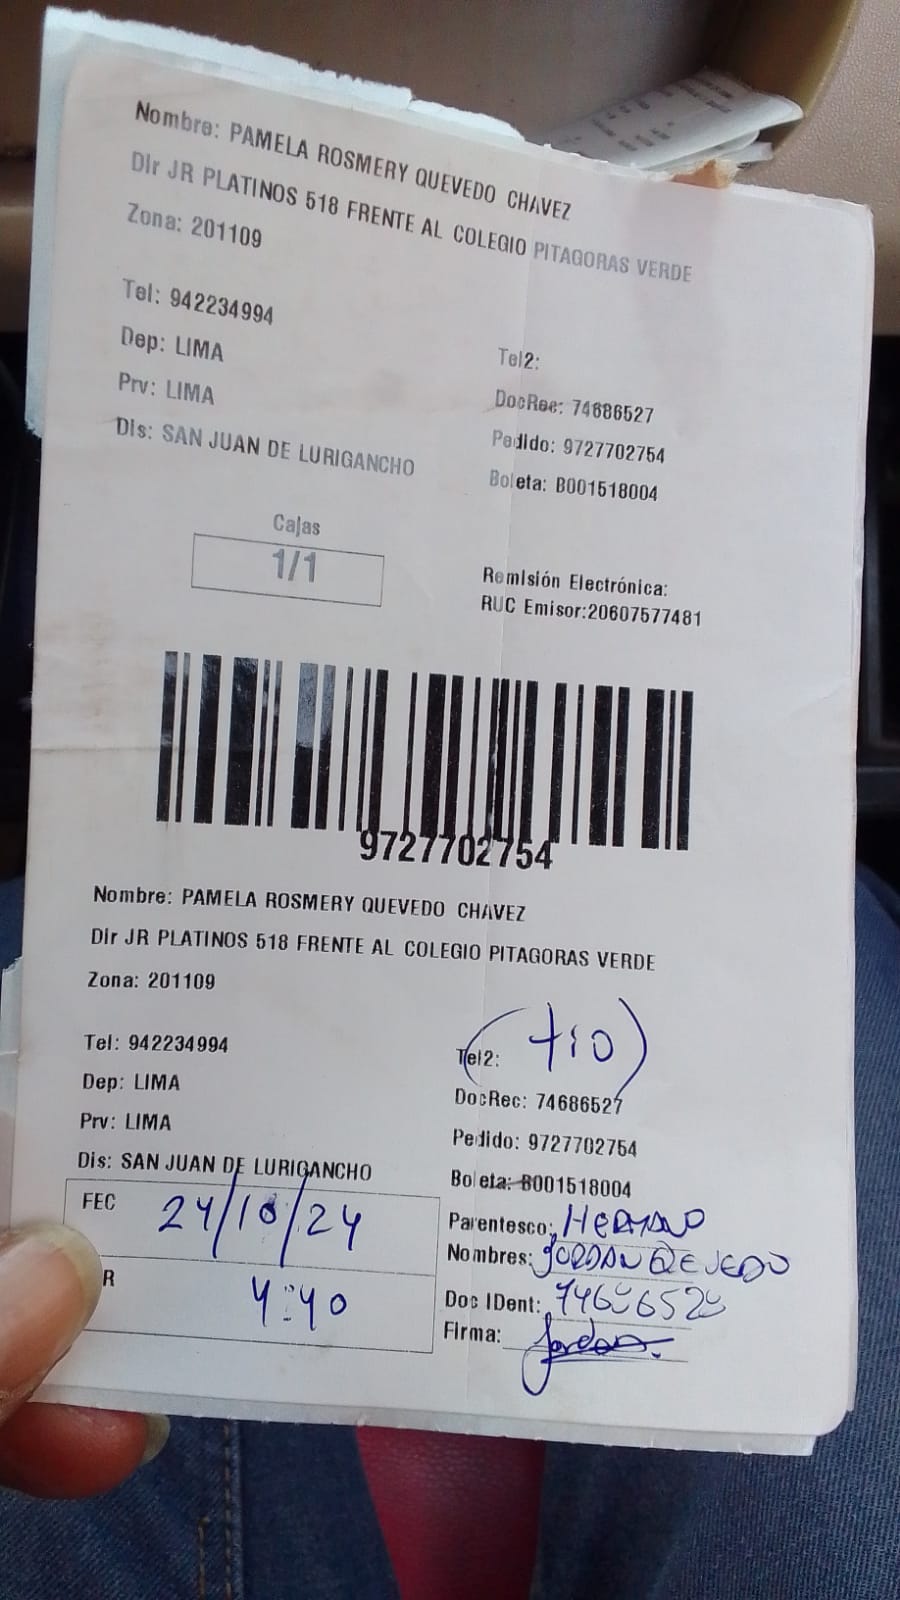 Nombre: PAMELA ROSMERY QUEVEDO CHAVEZ
Dir JR PLATINOS 518 FRENTE AL COLEGIO PITAGORAS VERDE
Zona: 201109
Tel: 942234994
Dep: LIMA
Prv: LIMA
Dis: SAN JUAN DE LURIGANCHO
Tel2:
DocRec: 74686527
Pedido: 9727702754
Boleta: B001518004
Cajas
1/1
Remisión Electrónica:
RUC Emisor:20607577481
9727702754
Nombre: PAMELA ROSMERY QUEVEDO CHAVEZ
Dir JR PLATINOS 518 FRENTE AL COLEGIO PITAGORAS VERDE
Zona: 201109
Tel: 942234994
Dep: LIMA
Prv: LIMA
Dis: SAN JUAN DE LURIGANCHO
Tel2: (tio)
DocRec: 74686527
Pedido: 9727702754
Boleta: B001518004
FEC 24/10/24
R 4:40
Parentesco: HERMANO
Nombres: JORDAN QEVEDO
Doc IDent: 74686528
Firma: Jordan